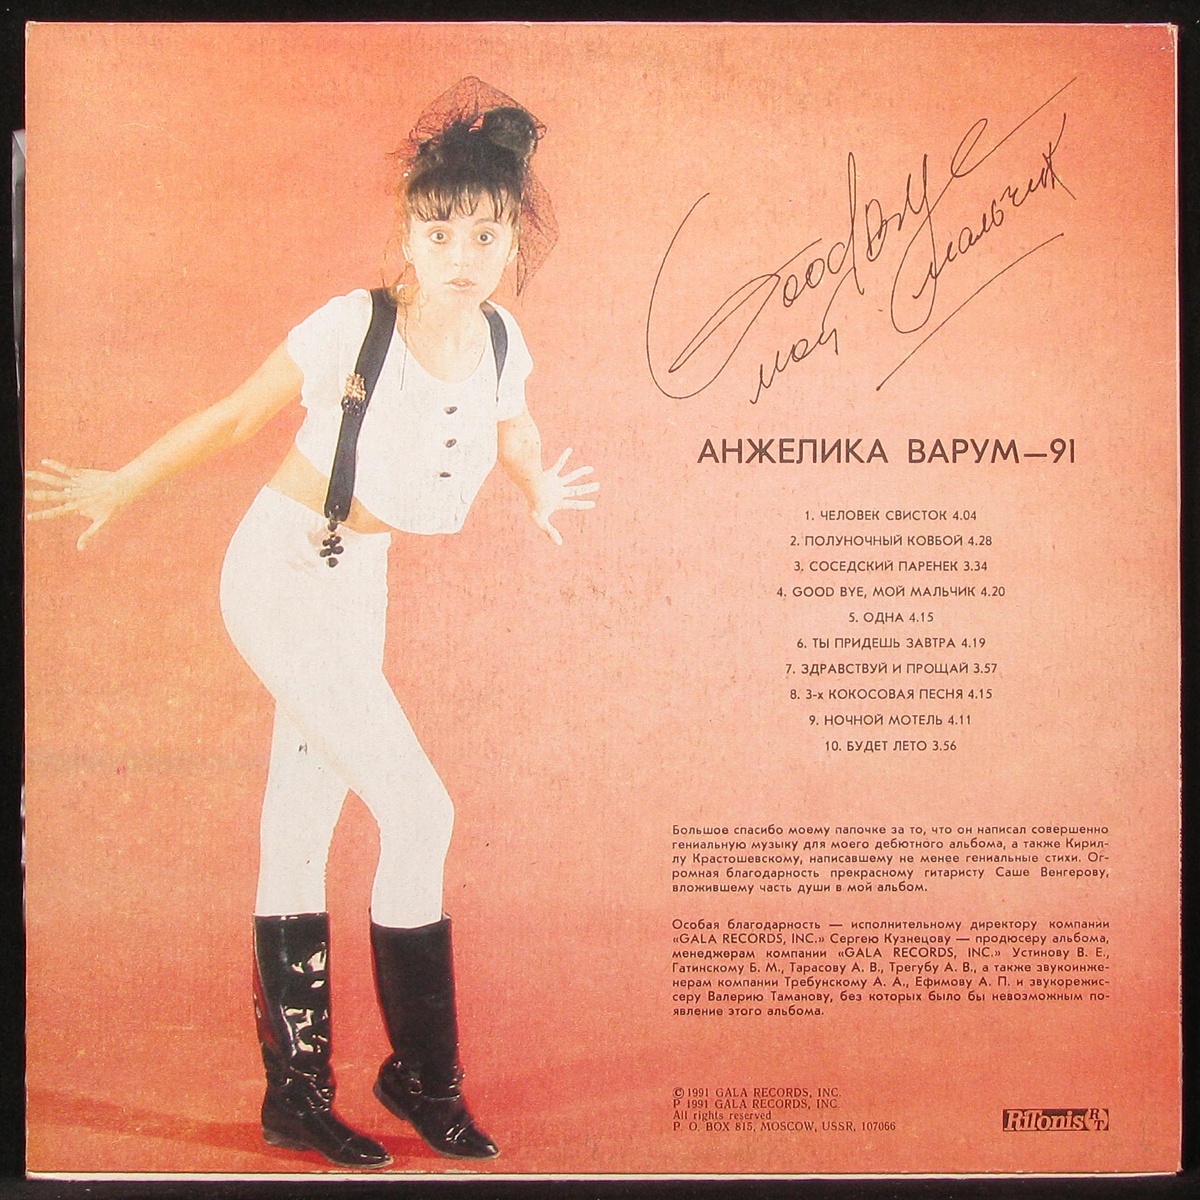 Good bye
мой мальчик
АНЖЕЛИКА ВАРУМ—91
1. ЧЕЛОВЕК СВИСТОК 4.04
2. ПОЛУНОЧНЫЙ КОВБОЙ 4.28
3. СОСЕДСКИЙ ПАРЕНЕК 3.34
4. GOOD BYE, МОЙ МАЛЬЧИК 4.20
5. ОДНА 4.15
6. ТЫ ПРИДЕШЬ ЗАВТРА 4.19
7. ЗДРАВСТВУЙ И ПРОЩАЙ 3.57
8. 3-х КОКОСОВАЯ ПЕСНЯ 4.15
9. НОЧНОЙ МОТЕЛЬ 4.11
10. БУДЕТ ЛЕТО 3.56
Большое спасибо моему папочке за то, что он написал совершенно
гениальную музыку для моего дебютного альбома, а также Кирил-
лу Крастошевскому, написавшему не менее гениальные стихи. Ог-
ромная благодарность прекрасному гитаристу Саше Венгерову,
вложившему часть души в мой альбом.
Особая благодарность — исполнительному директору компании
«GALA RECORDS, INC.» Сергею Кузнецову — продюсеру альбома,
менеджерам компании «GALA RECORDS, INC.» Устинову В. Е.,
Гатинскому Б. М., Тарасову А. В., Трегубу А. В., а также звукоинже-
нерам компании Требунскому А. А., Ефимову А. П. и звукорежис-
серу Валерию Таманову, без которых было бы невозможным по-
явление этого альбома.
© 1991 GALA RECORDS, INC.
P 1991 GALA RECORDS, INC.
All rights reserved
P. O. BOX 815, MOSCOW, USSR, 107066
RiTonis RT